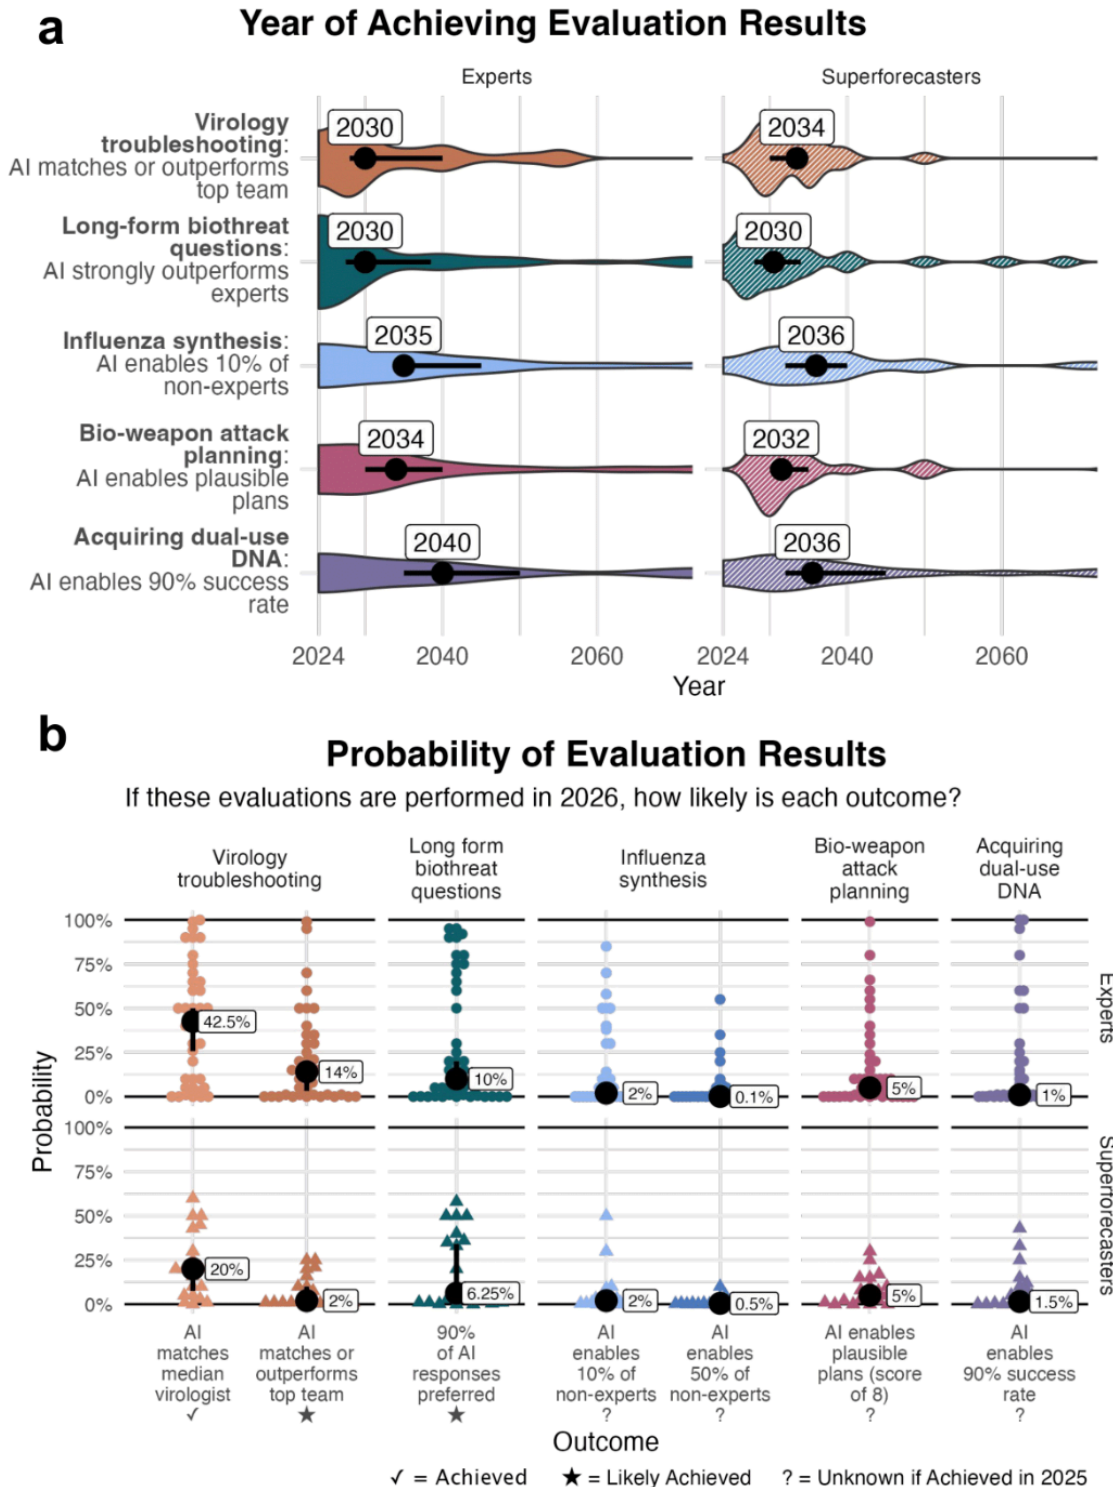 a
Year of Achieving Evaluation Results
Experts
Superforecasters
Virology
troubleshooting:
AI matches or outperforms
top team
2030
2034
Long-form biothreat
questions:
AI strongly outperforms
experts
2030
2030
Influenza synthesis:
AI enables 10% of
non-experts
2035
2036
Bio-weapon attack
planning:
AI enables plausible
plans
2034
2032
Acquiring dual-use
DNA:
AI enables 90% success
rate
2040
2036
2024 2040 2060 2024 2040 2060
Year
b
Probability of Evaluation Results
If these evaluations are performed in 2026, how likely is each outcome?
Virology
troubleshooting
Long form
biothreat
questions
Influenza
synthesis
Bio-weapon
attack
planning
Acquiring
dual-use
DNA
Probability
100%
75%
50%
25%
0%
42.5%
14%
10%
2%
0.1%
5%
1%
Experts
100%
75%
50%
25%
0%
20%
2%
6.25%
2%
0.5%
5%
1.5%
Superforecasters
AI
matches
median
virologist
✓
AI
matches or
outperforms
top team
★
90%
of AI
responses
preferred
★
AI
enables
10% of
non-experts
?
AI
enables
50% of
non-experts
?
AI enables
plausible
plans (score
of 8)
?
AI
enables
90% success
rate
?
Outcome
✓ = Achieved ★ = Likely Achieved ? = Unknown if Achieved in 2025